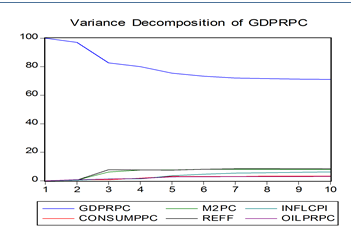 Variance Decomposition of GDPRPC
100
80
60
40
20
0
1 2 3 4 5 6 7 8 9 10
GDPRPC M2PC INFLCPI
CONSUMPPC REFF OILPRPC